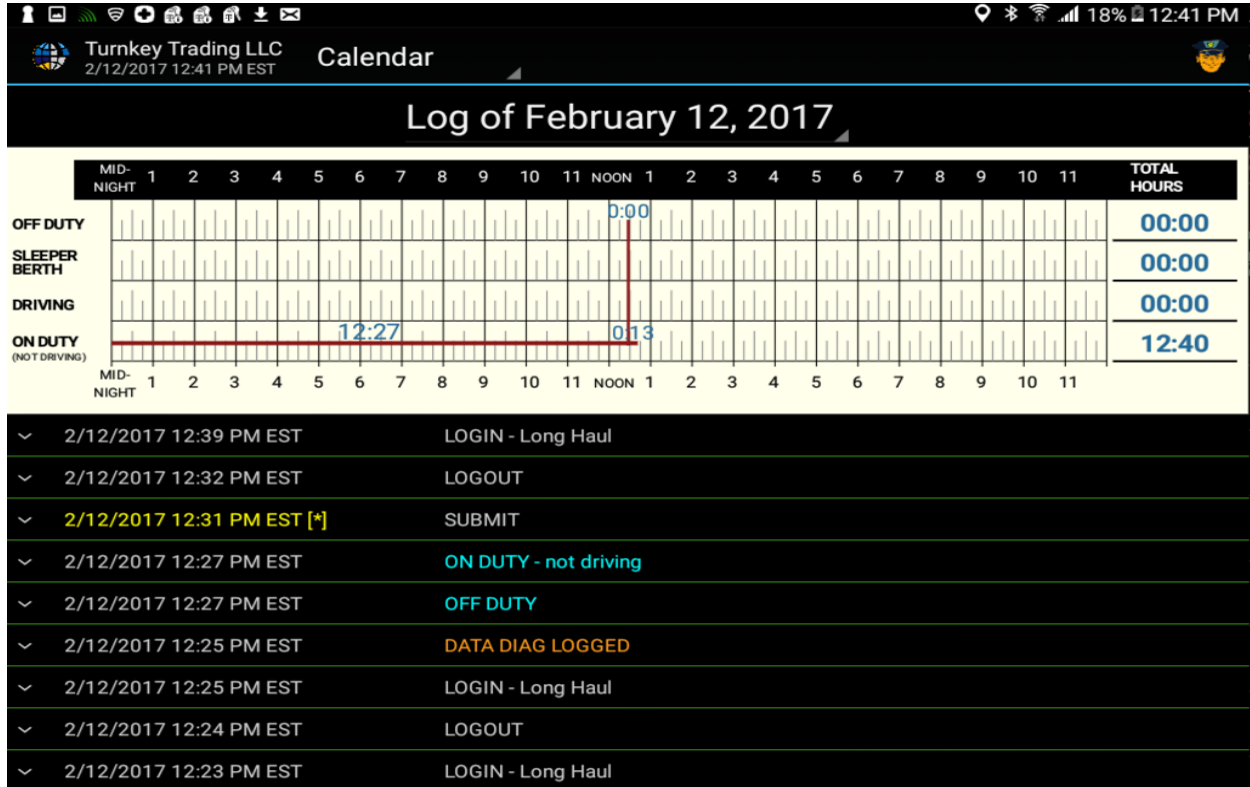 18% 12:41 PM
Turnkey Trading LLC
2/12/2017 12:41 PM EST
Calendar
Log of February 12, 2017
MID-NIGHT 1 2 3 4 5 6 7 8 9 10 11 NOON 1 2 3 4 5 6 7 8 9 10 11 TOTAL HOURS
OFF DUTY 0:00 00:00
SLEEPER BERTH 00:00
DRIVING 00:00
ON DUTY (NOT DRIVING) 12:27 0:13 12:40
MID-NIGHT 1 2 3 4 5 6 7 8 9 10 11 NOON 1 2 3 4 5 6 7 8 9 10 11
2/12/2017 12:39 PM EST LOGIN - Long Haul
2/12/2017 12:32 PM EST LOGOUT
2/12/2017 12:31 PM EST [*] SUBMIT
2/12/2017 12:27 PM EST ON DUTY - not driving
2/12/2017 12:27 PM EST OFF DUTY
2/12/2017 12:25 PM EST DATA DIAG LOGGED
2/12/2017 12:25 PM EST LOGIN - Long Haul
2/12/2017 12:24 PM EST LOGOUT
2/12/2017 12:23 PM EST LOGIN - Long Haul